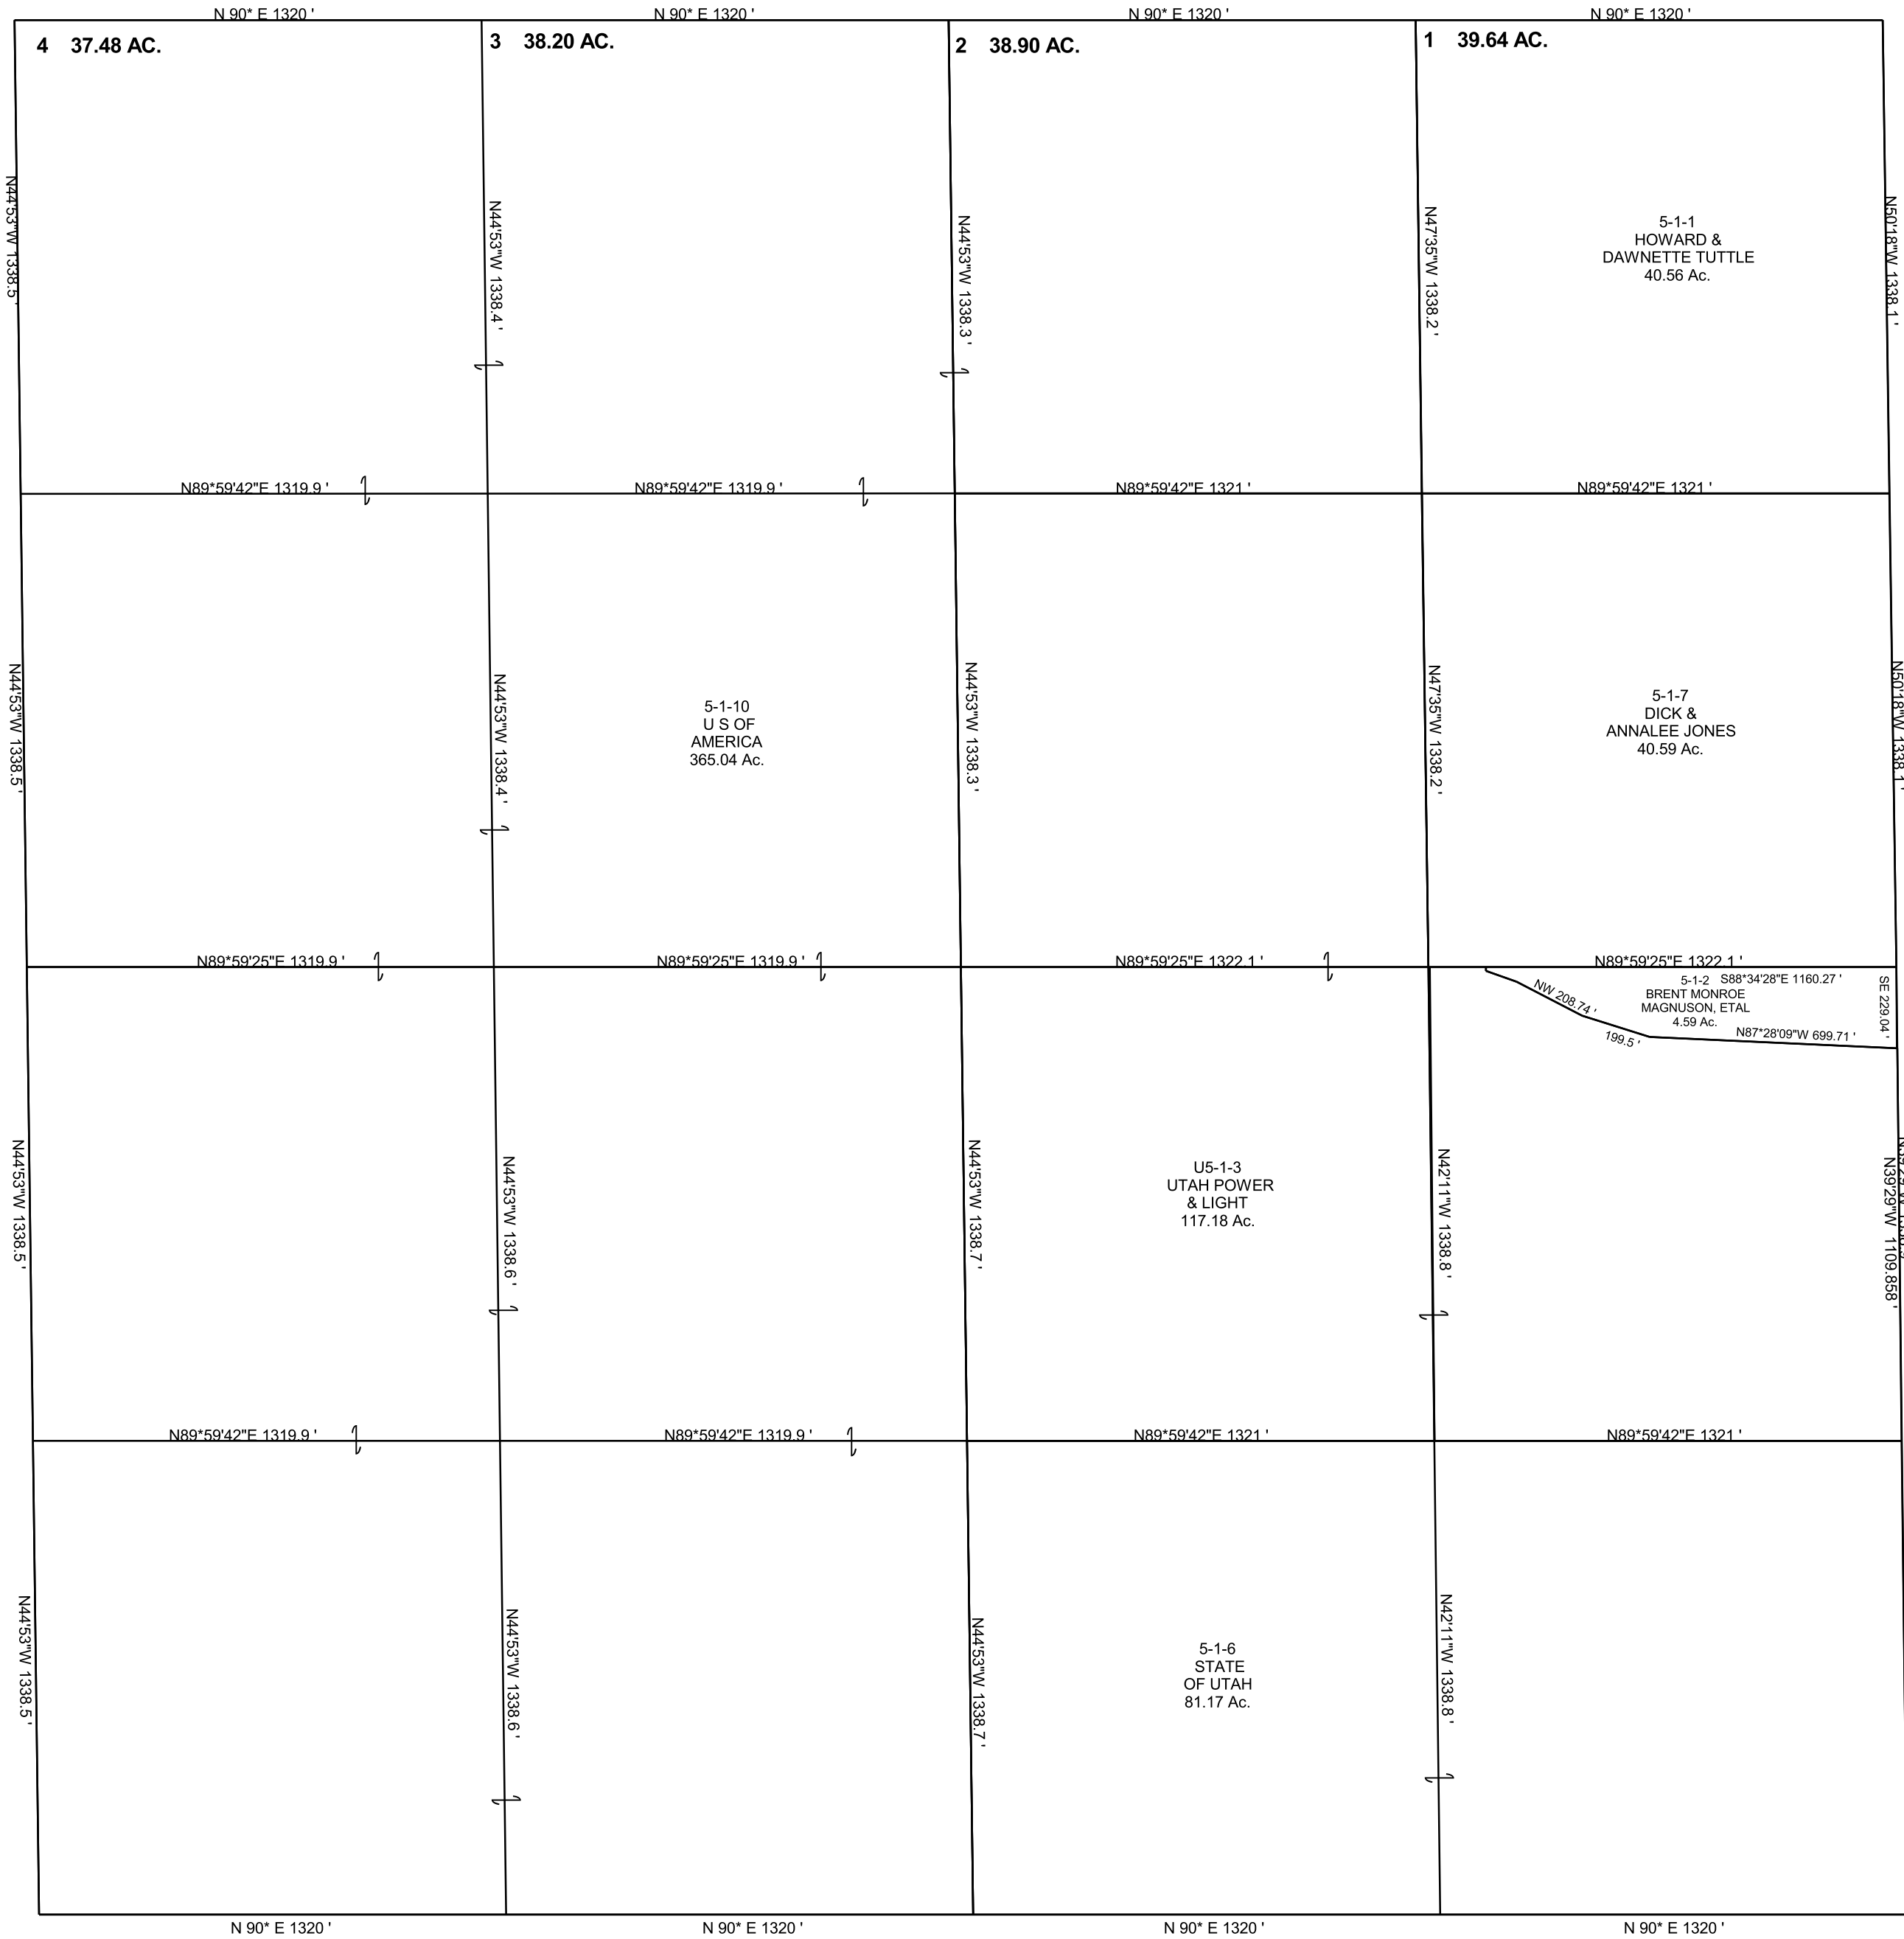 N 90* E 1320 '
N 90* E 1320 '
N 90* E 1320 '
N 90* E 1320 '
4 37.48 AC.
3 38.20 AC.
2 38.90 AC.
1 39.64 AC.
N44'53"W 1338.5 '
N44'53"W 1338.4 '
N44'53"W 1338.3 '
N47'35"W 1338.2 '
5-1-1
HOWARD &
DAWNETTE TUTTLE
40.56 Ac.
N50'18"W 1338.1 '
N89*59'42"E 1319.9 '
N89*59'42"E 1319.9 '
N89*59'42"E 1321 '
N89*59'42"E 1321 '
N44'53"W 1338.5 '
N44'53"W 1338.4 '
5-1-10
U S OF
AMERICA
365.04 Ac.
N44'53"W 1338.3 '
N47'35"W 1338.2 '
5-1-7
DICK &
ANNALEE JONES
40.59 Ac.
N50'18"W 1338.1 '
N89*59'25"E 1319.9 '
N89*59'25"E 1319.9 '
N89*59'25"E 1322.1 '
N89*59'25"E 1322.1 '
5-1-2
BRENT MONROE
MAGNUSON, ETAL
4.59 Ac.
S88*34'28"E 1160.27 '
SE 229.04 '
NW 208.74 '
199.5 '
N87*28'09"W 699.71 '
N44'53"W 1338.5 '
N44'53"W 1338.6 '
N44'53"W 1338.7 '
U5-1-3
UTAH POWER
& LIGHT
117.18 Ac.
N42'11"W 1338.8 '
N39'29"W 1109.858 '
N89*59'42"E 1319.9 '
N89*59'42"E 1319.9 '
N89*59'42"E 1321 '
N89*59'42"E 1321 '
N44'53"W 1338.5 '
N44'53"W 1338.6 '
N44'53"W 1338.7 '
5-1-6
STATE
OF UTAH
81.17 Ac.
N42'11"W 1338.8 '
N 90* E 1320 '
N 90* E 1320 '
N 90* E 1320 '
N 90* E 1320 '